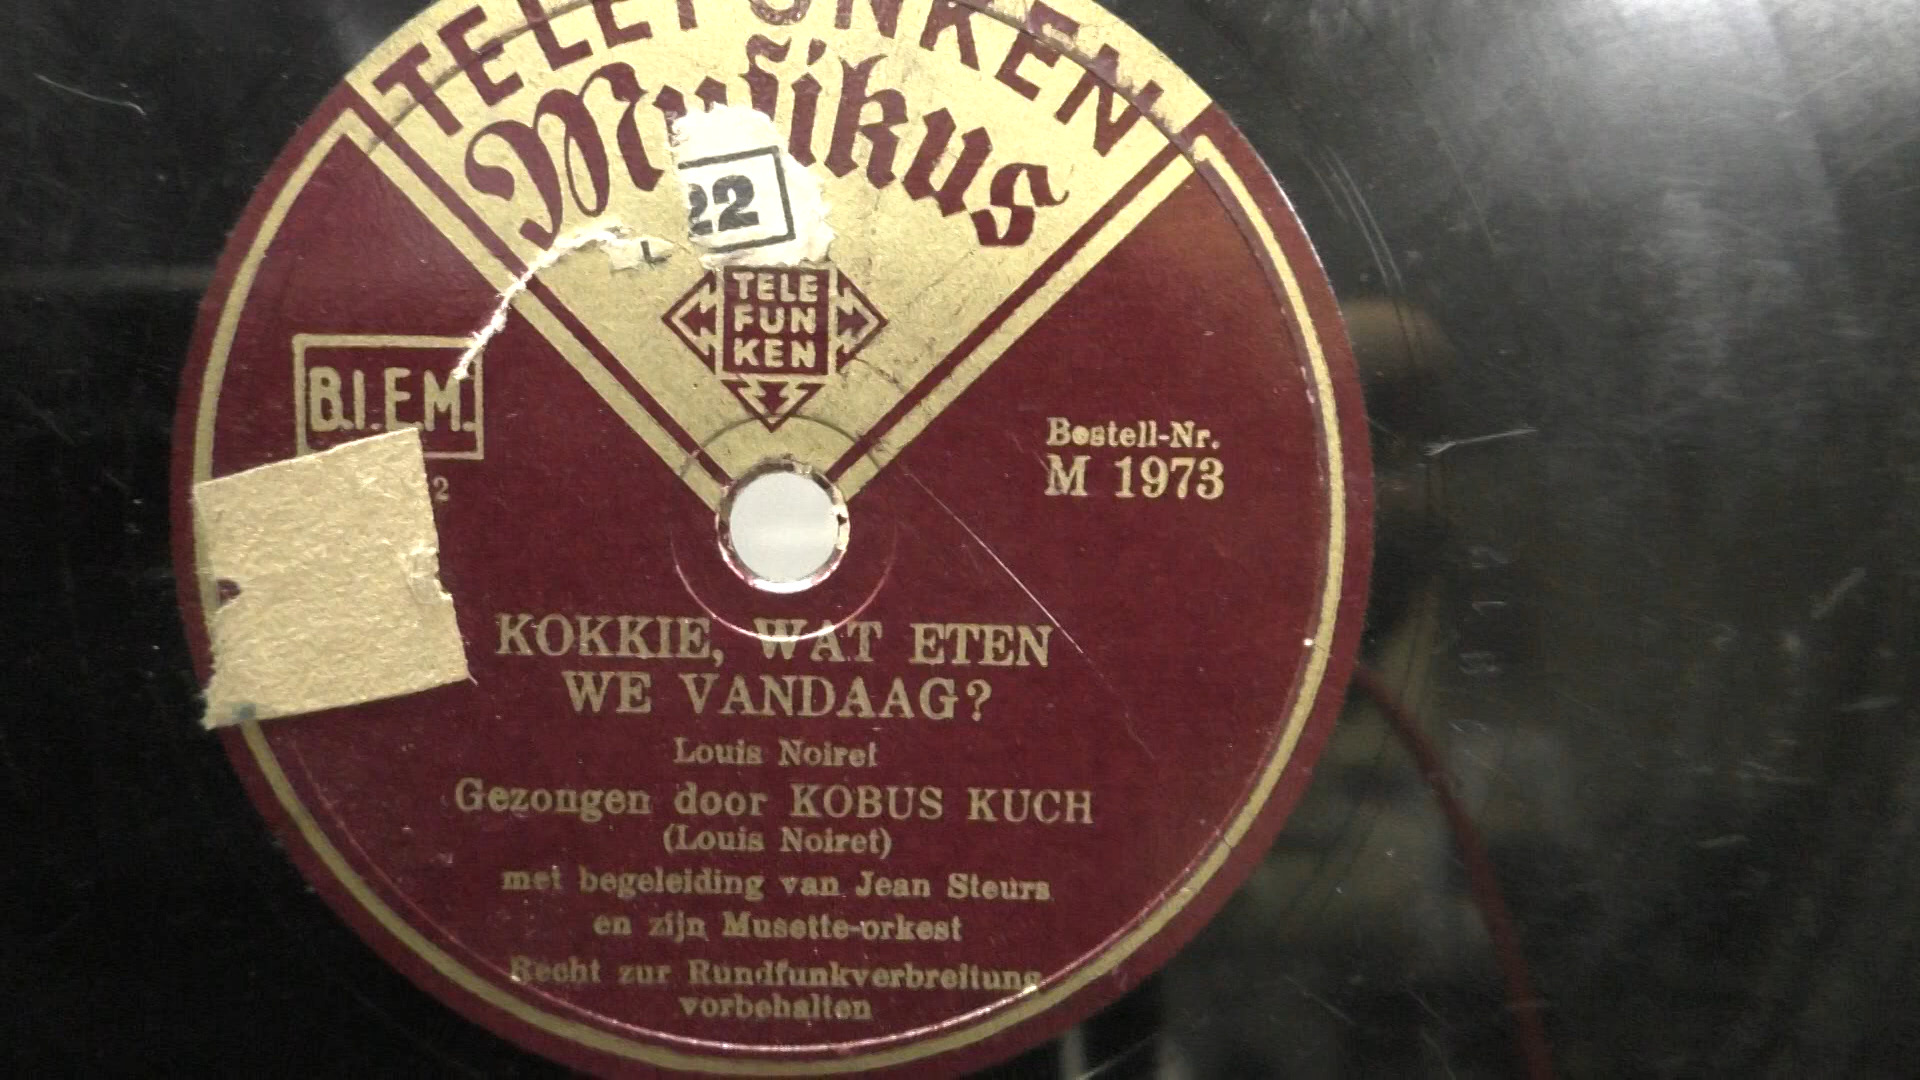 TELEFUNKEN
Musikus
22
TELE
FUN
KEN
B.I.E.M.
2
Bestell-Nr.
M 1973
KOKKIE, WAT ETEN
WE VANDAAG?
Louis Noiret
Gezongen door KOBUS KUCH
(Louis Noiret)
met begeleiding van Jean Steurs
en zijn Musette-orkest
Recht zur Rundfunkverbreitung
vorbehalten